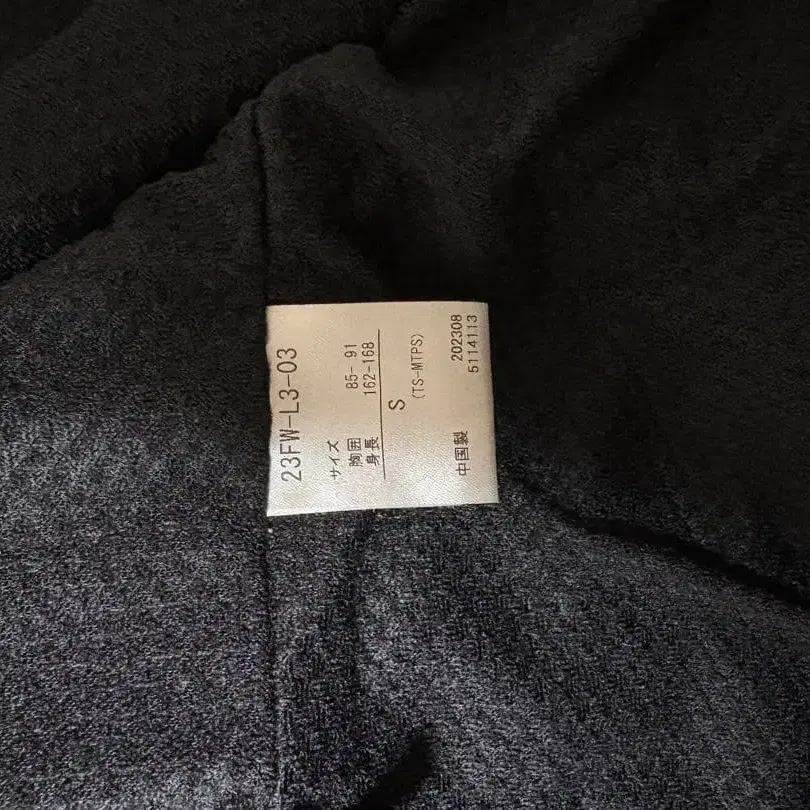 23FW-L3-03
サイズ
胸囲 85- 91
身長 162-168
S
(TS-MTPS)
中国製 202308
5114113